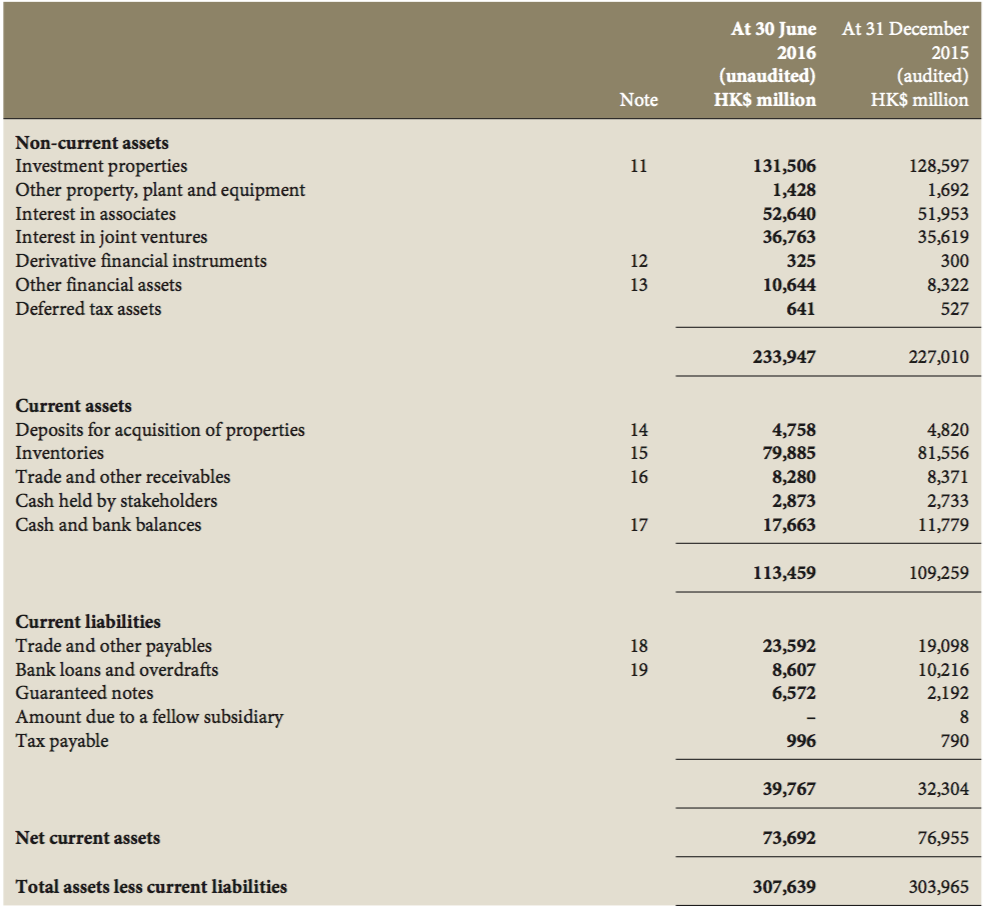 At 30 June At 31 December
2016 2015
(unaudited) (audited)
Note HK$ million HK$ million
Non-current assets
Investment properties 11 131,506 128,597
Other property, plant and equipment 1,428 1,692
Interest in associates 52,640 51,953
Interest in joint ventures 36,763 35,619
Derivative financial instruments 12 325 300
Other financial assets 13 10,644 8,322
Deferred tax assets 641 527
233,947 227,010
Current assets
Deposits for acquisition of properties 14 4,758 4,820
Inventories 15 79,885 81,556
Trade and other receivables 16 8,280 8,371
Cash held by stakeholders 2,873 2,733
Cash and bank balances 17 17,663 11,779
113,459 109,259
Current liabilities
Trade and other payables 18 23,592 19,098
Bank loans and overdrafts 19 8,607 10,216
Guaranteed notes 6,572 2,192
Amount due to a fellow subsidiary – 8
Tax payable 996 790
39,767 32,304
Net current assets 73,692 76,955
Total assets less current liabilities 307,639 303,965